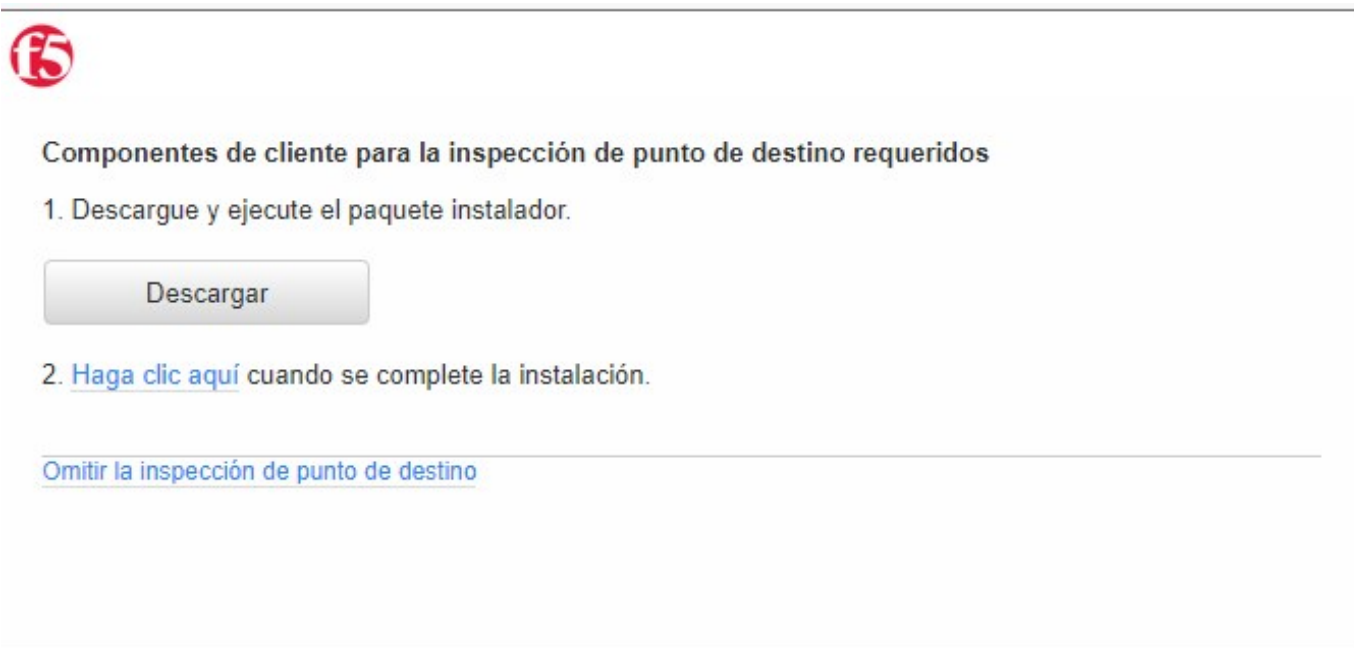 f5
Componentes de cliente para la inspección de punto de destino requeridos
1. Descargue y ejecute el paquete instalador.
Descargar
2. Haga clic aquí cuando se complete la instalación.
Omitir la inspección de punto de destino